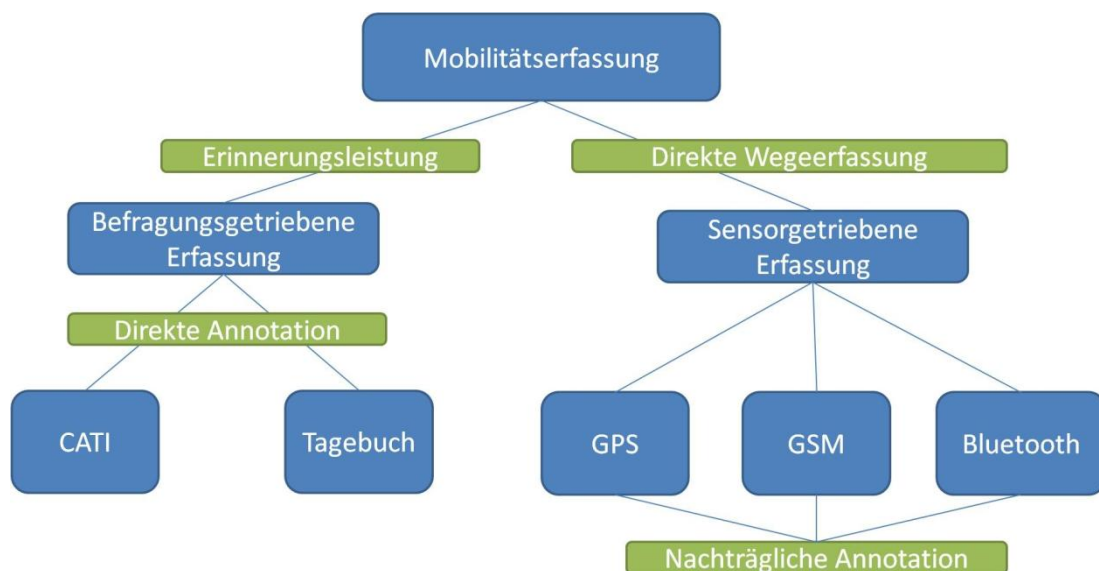 Mobilitätserfassung
Erinnerungsleistung
Direkte Wegeerfassung
Befragungsgetriebene
Erfassung
Sensorgetriebene
Erfassung
Direkte Annotation
CATI
Tagebuch
GPS
GSM
Bluetooth
Nachträgliche Annotation